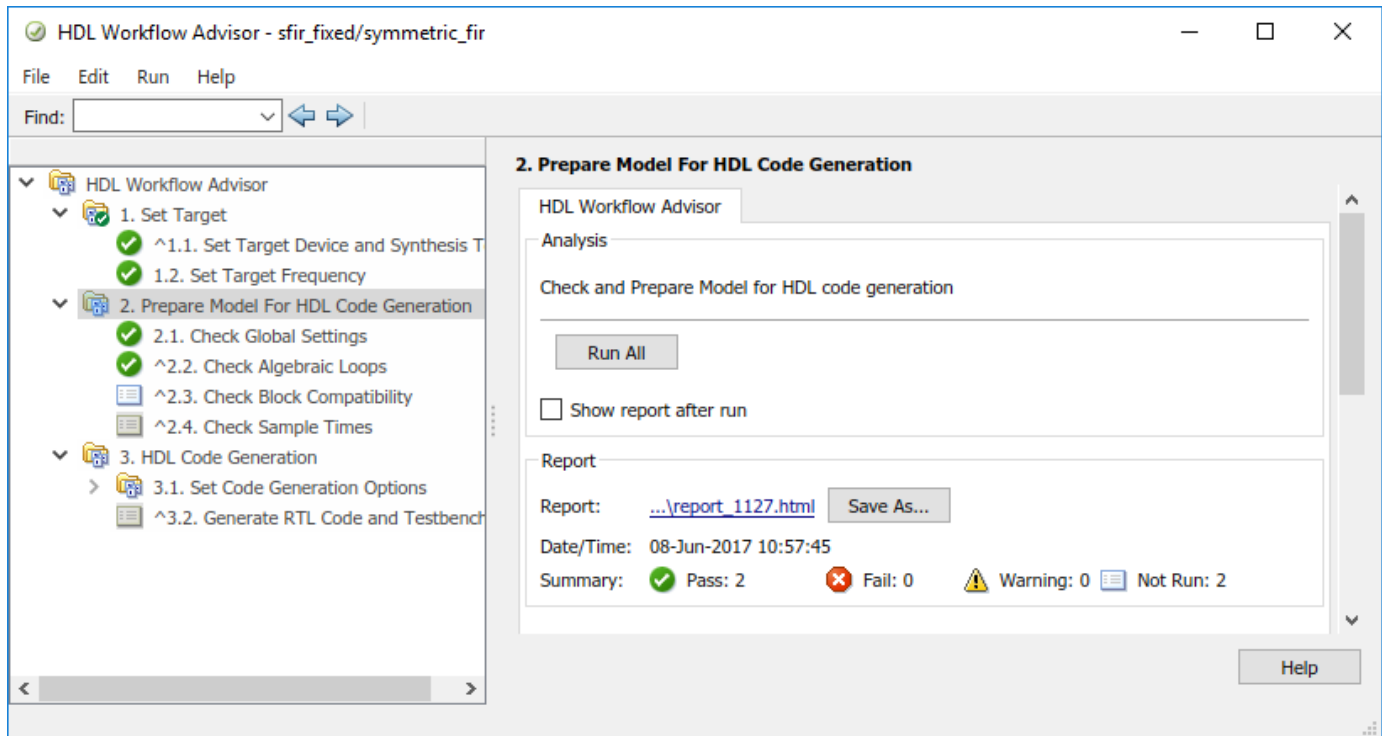 HDL Workflow Advisor - sfir_fixed/symmetric_fir
File Edit Run Help
Find:
HDL Workflow Advisor
1. Set Target
^1.1. Set Target Device and Synthesis T
1.2. Set Target Frequency
2. Prepare Model For HDL Code Generation
2.1. Check Global Settings
^2.2. Check Algebraic Loops
^2.3. Check Block Compatibility
^2.4. Check Sample Times
3. HDL Code Generation
3.1. Set Code Generation Options
^3.2. Generate RTL Code and Testbench
2. Prepare Model For HDL Code Generation
HDL Workflow Advisor
Analysis
Check and Prepare Model for HDL code generation
Run All
Show report after run
Report
Report: ...\report_1127.html Save As...
Date/Time: 08-Jun-2017 10:57:45
Summary: Pass: 2 Fail: 0 Warning: 0 Not Run: 2
Help